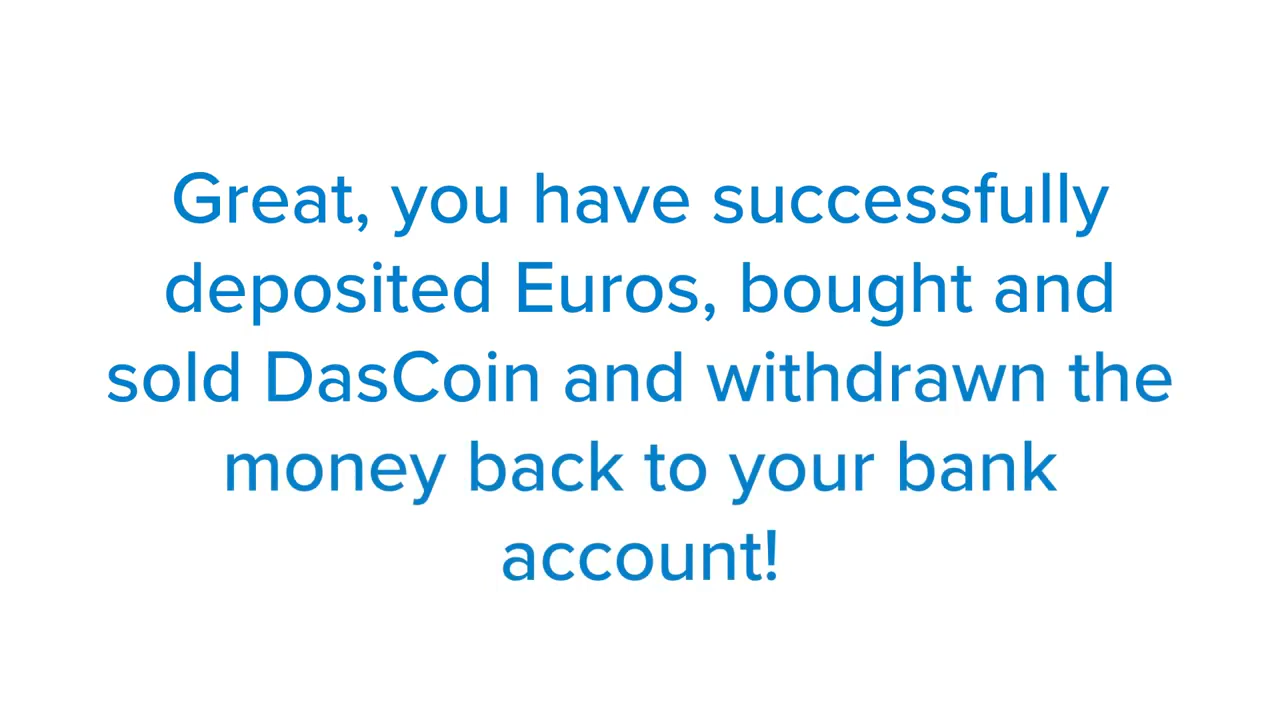 Great, you have successfully
deposited Euros, bought and
sold DasCoin and withdrawn the
money back to your bank
account!